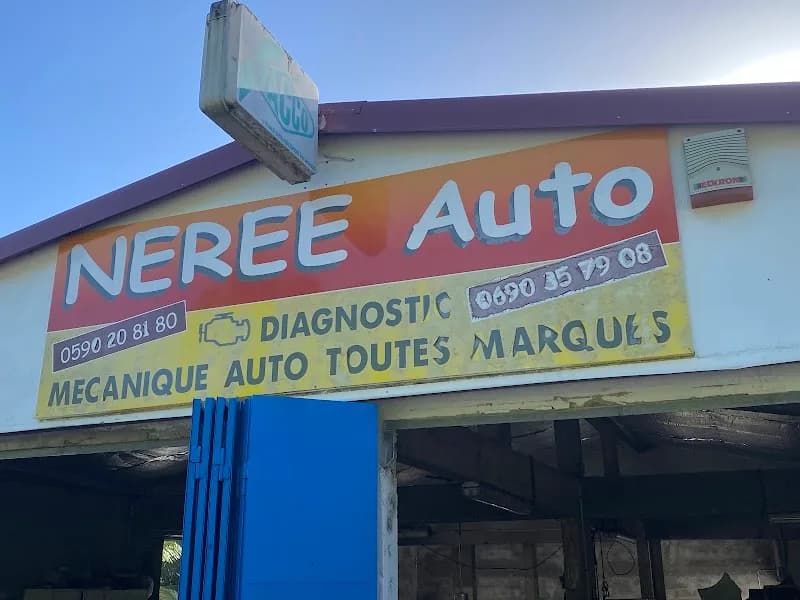 NEREE Auto
0590 20 81 80
DIAGNOSTIC
0690 35 79 08
MECANIQUE AUTO TOUTES MARQUES